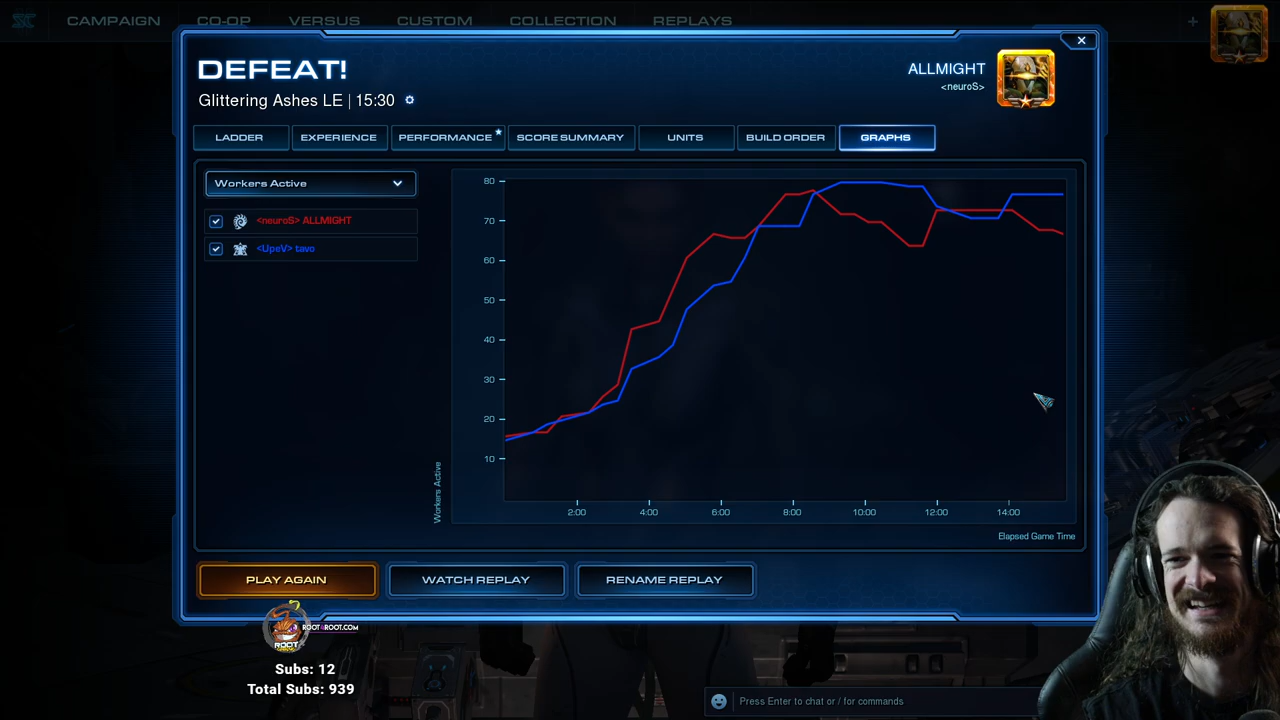 CAMPAIGN CO-OP VERSUS CUSTOM COLLECTION REPLAYS
DEFEAT!
Glittering Ashes LE | 15:30
ALLMIGHT
<neuroS>
LADDER EXPERIENCE PERFORMANCE SCORE SUMMARY UNITS BUILD ORDER GRAPHS
Workers Active
<neuroS> ALLMIGHT
<UpeV> tavo
80
70
60
50
40
30
20
10
Workers Active
2:00 4:00 6:00 8:00 10:00 12:00 14:00
Elapsed Game Time
PLAY AGAIN WATCH REPLAY RENAME REPLAY
ROOT
Subs: 12
Total Subs: 939
Press Enter to chat or / for commands